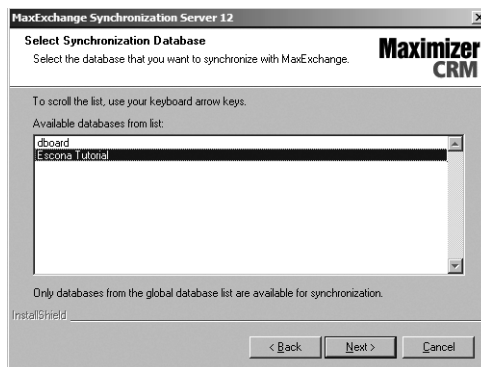 MaxExchange Synchronization Server 12
Select Synchronization Database
Select the database that you want to synchronize with MaxExchange.
Maximizer
CRM
To scroll the list, use your keyboard arrow keys.
Available databases from list:
dboard
Escona Tutorial
Only databases from the global database list are available for synchronization.
InstallShield
< Back
Next >
Cancel